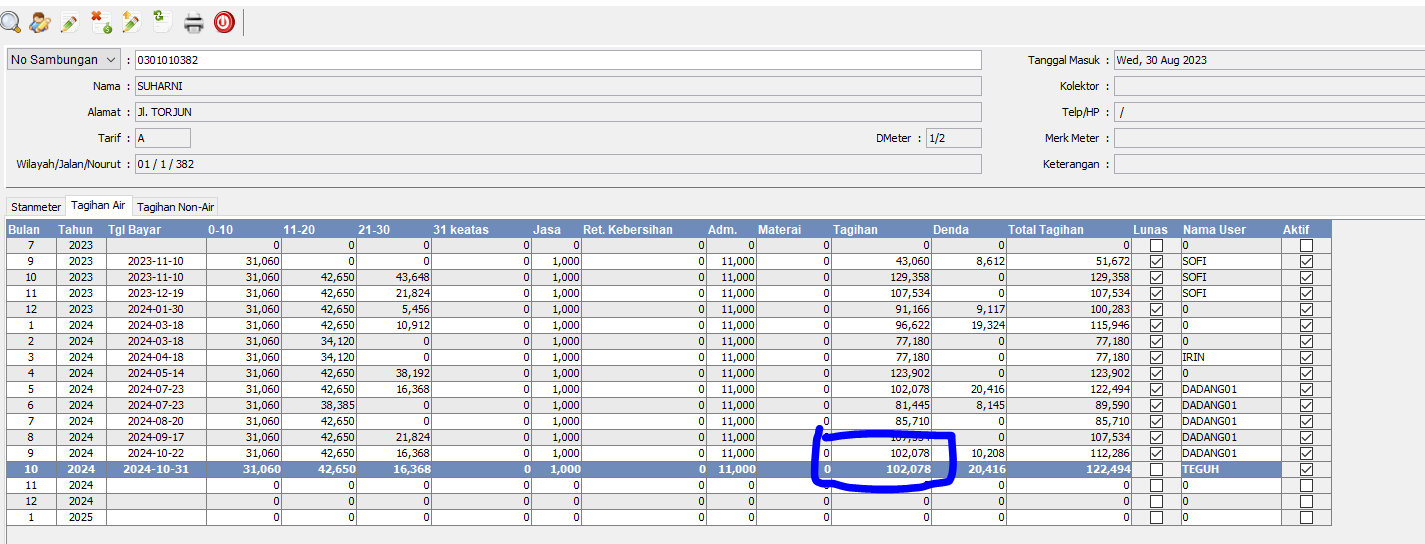 No Sambungan : 0301010382 Tanggal Masuk : Wed, 30 Aug 2023
Nama : SUHARNI Kolektor :
Alamat : Jl. TORJUN Telp/HP : /
Tarif : A DMeter : 1/2 Merk Meter :
Wilayah/Jalan/Nourut : 01 / 1 / 382 Keterangan :
Stanmeter Tagihan Air Tagihan Non-Air
Bulan Tahun Tgl Bayar 0-10 11-20 21-30 31 keatas Jasa Ret. Kebersihan Adm. Materai Tagihan Denda Total Tagihan Lunas Nama User Aktif
7 2023 0 0 0 0 0 0 0 0 0 0 0 0
9 2023 2023-11-10 31,060 0 0 0 1,000 0 11,000 0 43,060 8,612 51,672 SOFI
10 2023 2023-11-10 31,060 42,650 43,648 0 1,000 0 11,000 0 129,358 0 129,358 SOFI
11 2023 2023-12-19 31,060 42,650 21,824 0 1,000 0 11,000 0 107,534 0 107,534 SOFI
12 2023 2024-01-30 31,060 42,650 5,456 0 1,000 0 11,000 0 91,166 9,117 100,283 0
1 2024 2024-03-18 31,060 42,650 10,912 0 1,000 0 11,000 0 96,622 19,324 115,946 0
2 2024 2024-03-18 31,060 34,120 0 0 1,000 0 11,000 0 77,180 0 77,180 0
3 2024 2024-04-18 31,060 34,120 0 0 1,000 0 11,000 0 77,180 0 77,180 IRIN
4 2024 2024-05-14 31,060 42,650 38,192 0 1,000 0 11,000 0 123,902 0 123,902 0
5 2024 2024-07-23 31,060 42,650 16,368 0 1,000 0 11,000 0 102,078 20,416 122,494 DADANG01
6 2024 2024-07-23 31,060 38,385 0 0 1,000 0 11,000 0 81,445 8,145 89,590 DADANG01
7 2024 2024-08-20 31,060 42,650 0 0 1,000 0 11,000 0 85,710 0 85,710 DADANG01
8 2024 2024-09-17 31,060 42,650 21,824 0 1,000 0 11,000 0 107,534 0 107,534 DADANG01
9 2024 2024-10-22 31,060 42,650 16,368 0 1,000 0 11,000 0 102,078 10,208 112,286 DADANG01
10 2024 2024-10-31 31,060 42,650 16,368 0 1,000 0 11,000 0 102,078 20,416 122,494 TEGUH
11 2024 0 0 0 0 0 0 0 0 0 0 0 0
12 2024 0 0 0 0 0 0 0 0 0 0 0 0
1 2025 0 0 0 0 0 0 0 0 0 0 0 0